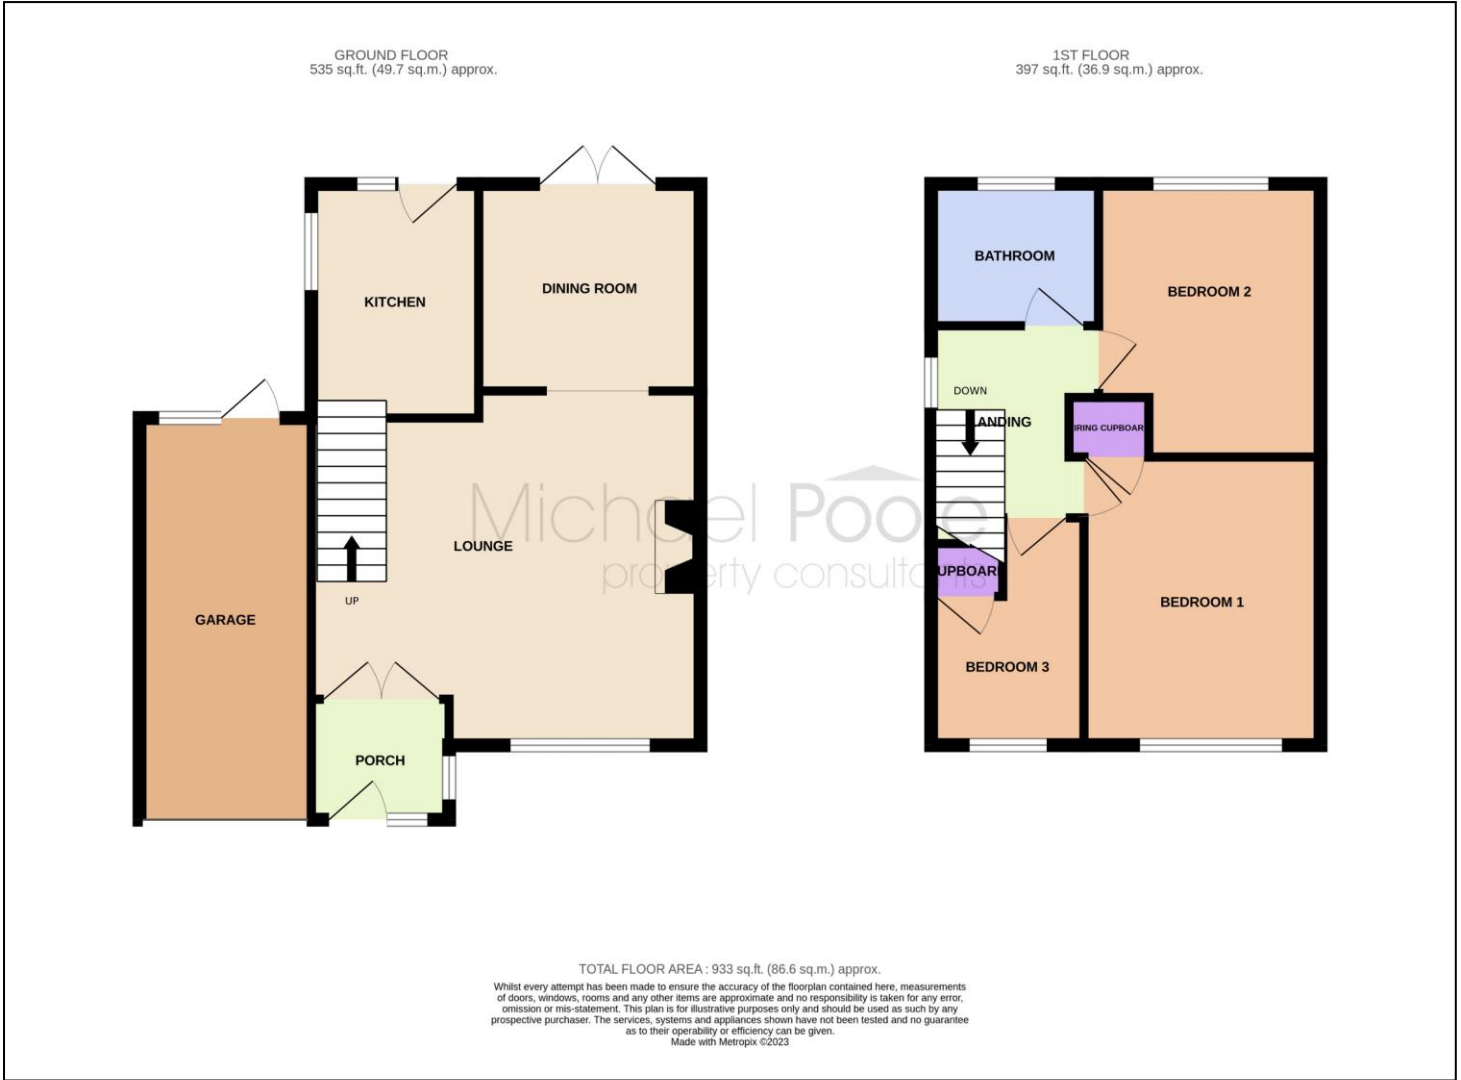 GROUND FLOOR
535 sq.ft. (49.7 sq.m.) approx.
1ST FLOOR
397 sq.ft. (36.9 sq.m.) approx.
KITCHEN
DINING ROOM
LOUNGE
UP
GARAGE
PORCH
BATHROOM
BEDROOM 2
DOWN
LANDING
IRING CUPBOAR
UPBOAR
BEDROOM 1
BEDROOM 3
Michael Poole
property consultants
TOTAL FLOOR AREA : 933 sq.ft. (86.6 sq.m.) approx.
Whilst every attempt has been made to ensure the accuracy of the floorplan contained here, measurements
of doors, windows, rooms and any other items are approximate and no responsibility is taken for any error,
omission or mis-statement. This plan is for illustrative purposes only and should be used as such by any
prospective purchaser. The services, systems and appliances shown have not been tested and no guarantee
as to their operability or efficiency can be given.
Made with Metropix ©2023